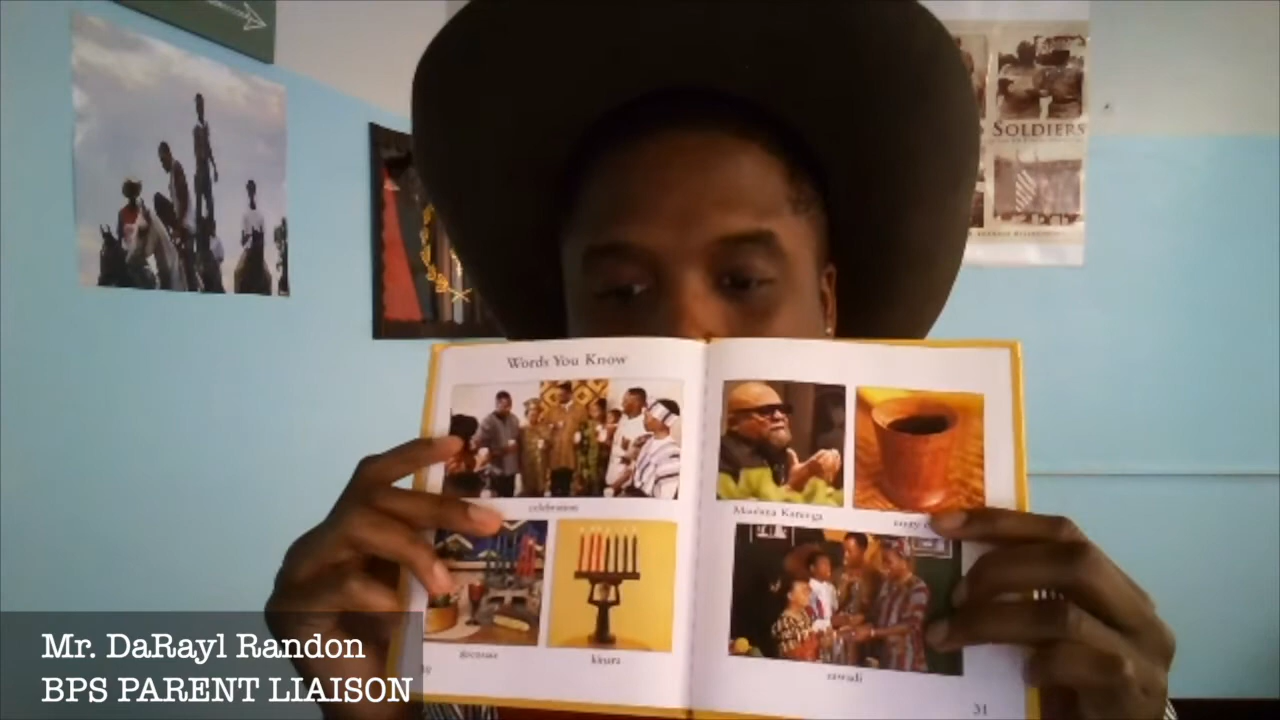 SOLDIERS
Words You Know
celebration
Maulana Karenga
kinara
zawadi
31
Mr. DaRayl Randon
BPS PARENT LIAISON